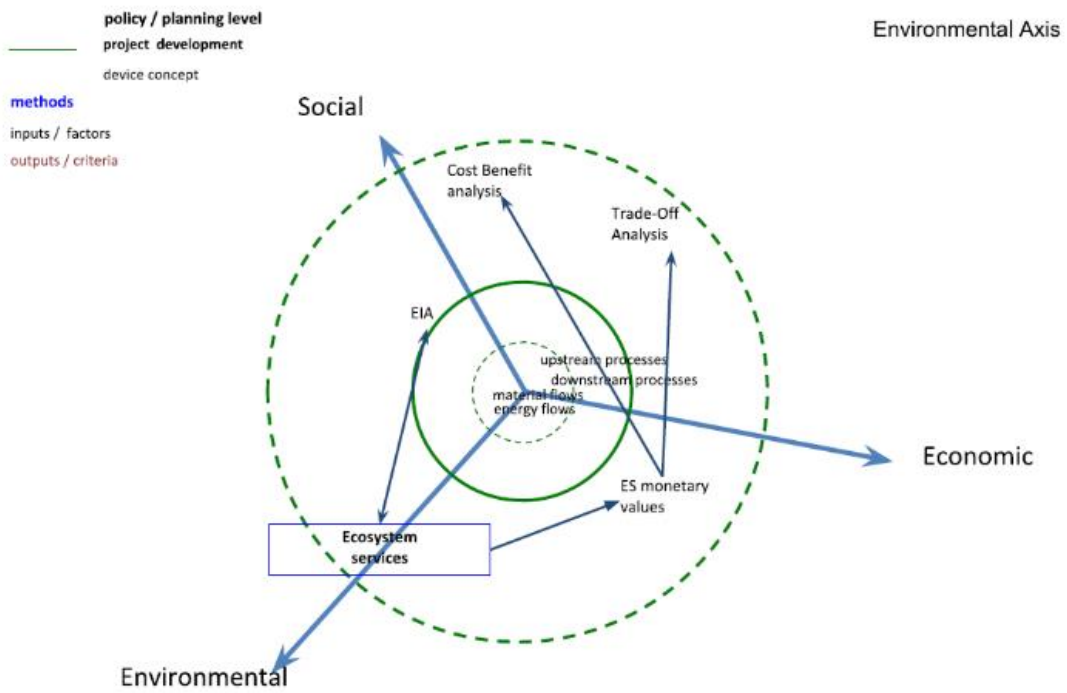 policy / planning level
project development
device concept
methods
inputs / factors
outputs / criteria
Environmental Axis
Social
Cost Benefit
analysis
Trade-Off
Analysis
EIA
upstream processes
downstream processes
material flows
energy flows
Economic
ES monetary
values
Ecosystem
services
Environmental